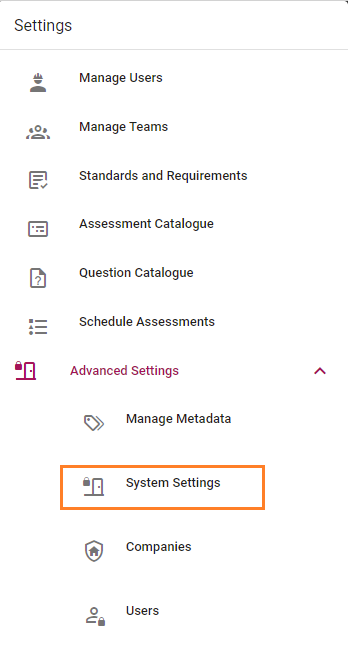 Settings
Manage Users
Manage Teams
Standards and Requirements
Assessment Catalogue
Question Catalogue
Schedule Assessments
Advanced Settings
Manage Metadata
System Settings
Companies
Users